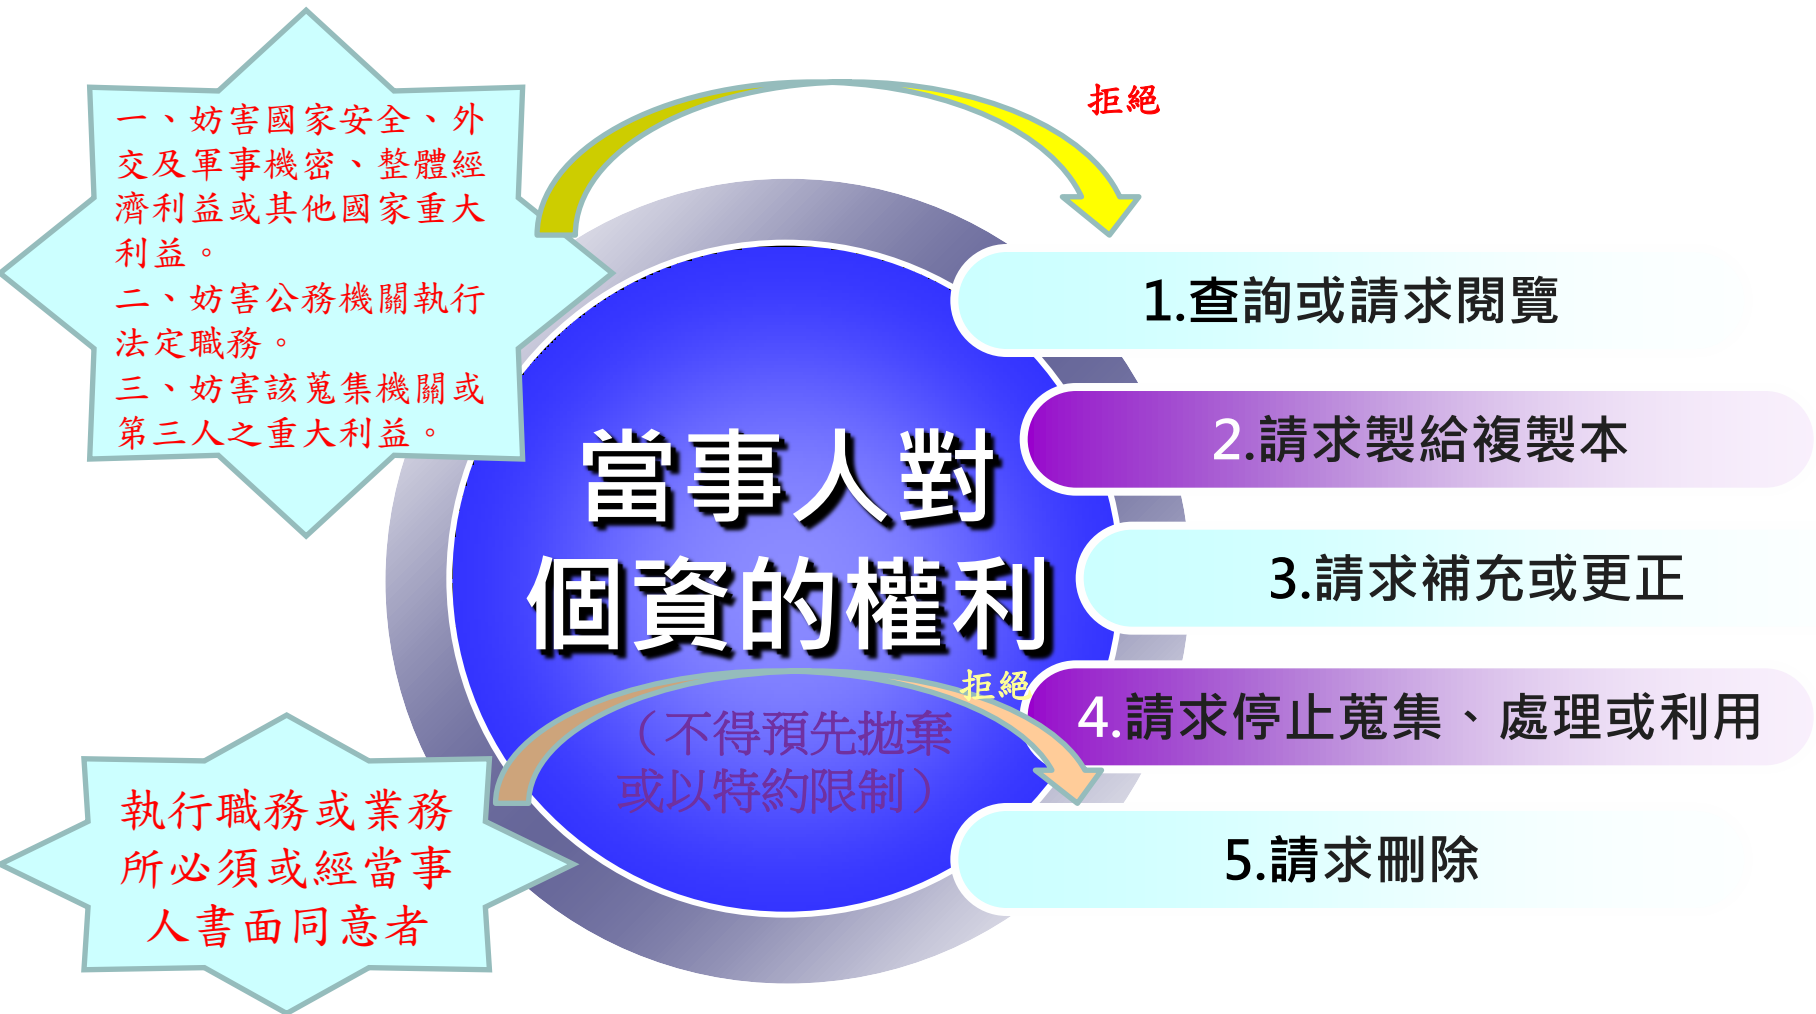 一、妨害國家安全、外
交及軍事機密、整體經
濟利益或其他國家重大
利益。
二、妨害公務機關執行
法定職務。
三、妨害該蒐集機關或
第三人之重大利益。
拒絕
1.查詢或請求閱覽
2.請求製給複製本
3.請求補充或更正
4.請求停止蒐集、處理或利用
5.請求刪除
當事人對
個資的權利
拒絕
（不得預先拋棄
或以特約限制）
執行職務或業務
所必須或經當事
人書面同意者